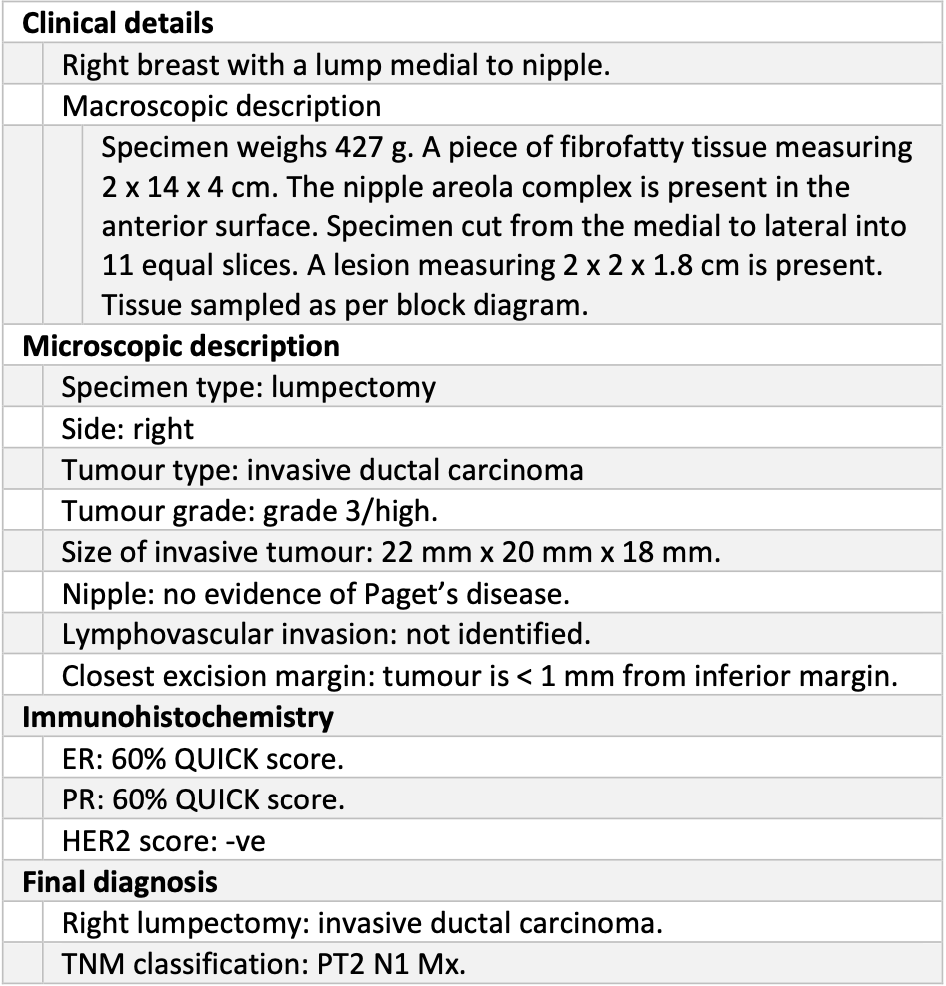 Clinical details
Right breast with a lump medial to nipple.
Macroscopic description
Specimen weighs 427 g. A piece of fibrofatty tissue measuring
2 x 14 x 4 cm. The nipple areola complex is present in the
anterior surface. Specimen cut from the medial to lateral into
11 equal slices. A lesion measuring 2 x 2 x 1.8 cm is present.
Tissue sampled as per block diagram.
Microscopic description
Specimen type: lumpectomy
Side: right
Tumour type: invasive ductal carcinoma
Tumour grade: grade 3/high.
Size of invasive tumour: 22 mm x 20 mm x 18 mm.
Nipple: no evidence of Paget’s disease.
Lymphovascular invasion: not identified.
Closest excision margin: tumour is < 1 mm from inferior margin.
Immunohistochemistry
ER: 60% QUICK score.
PR: 60% QUICK score.
HER2 score: -ve
Final diagnosis
Right lumpectomy: invasive ductal carcinoma.
TNM classification: PT2 N1 Mx.